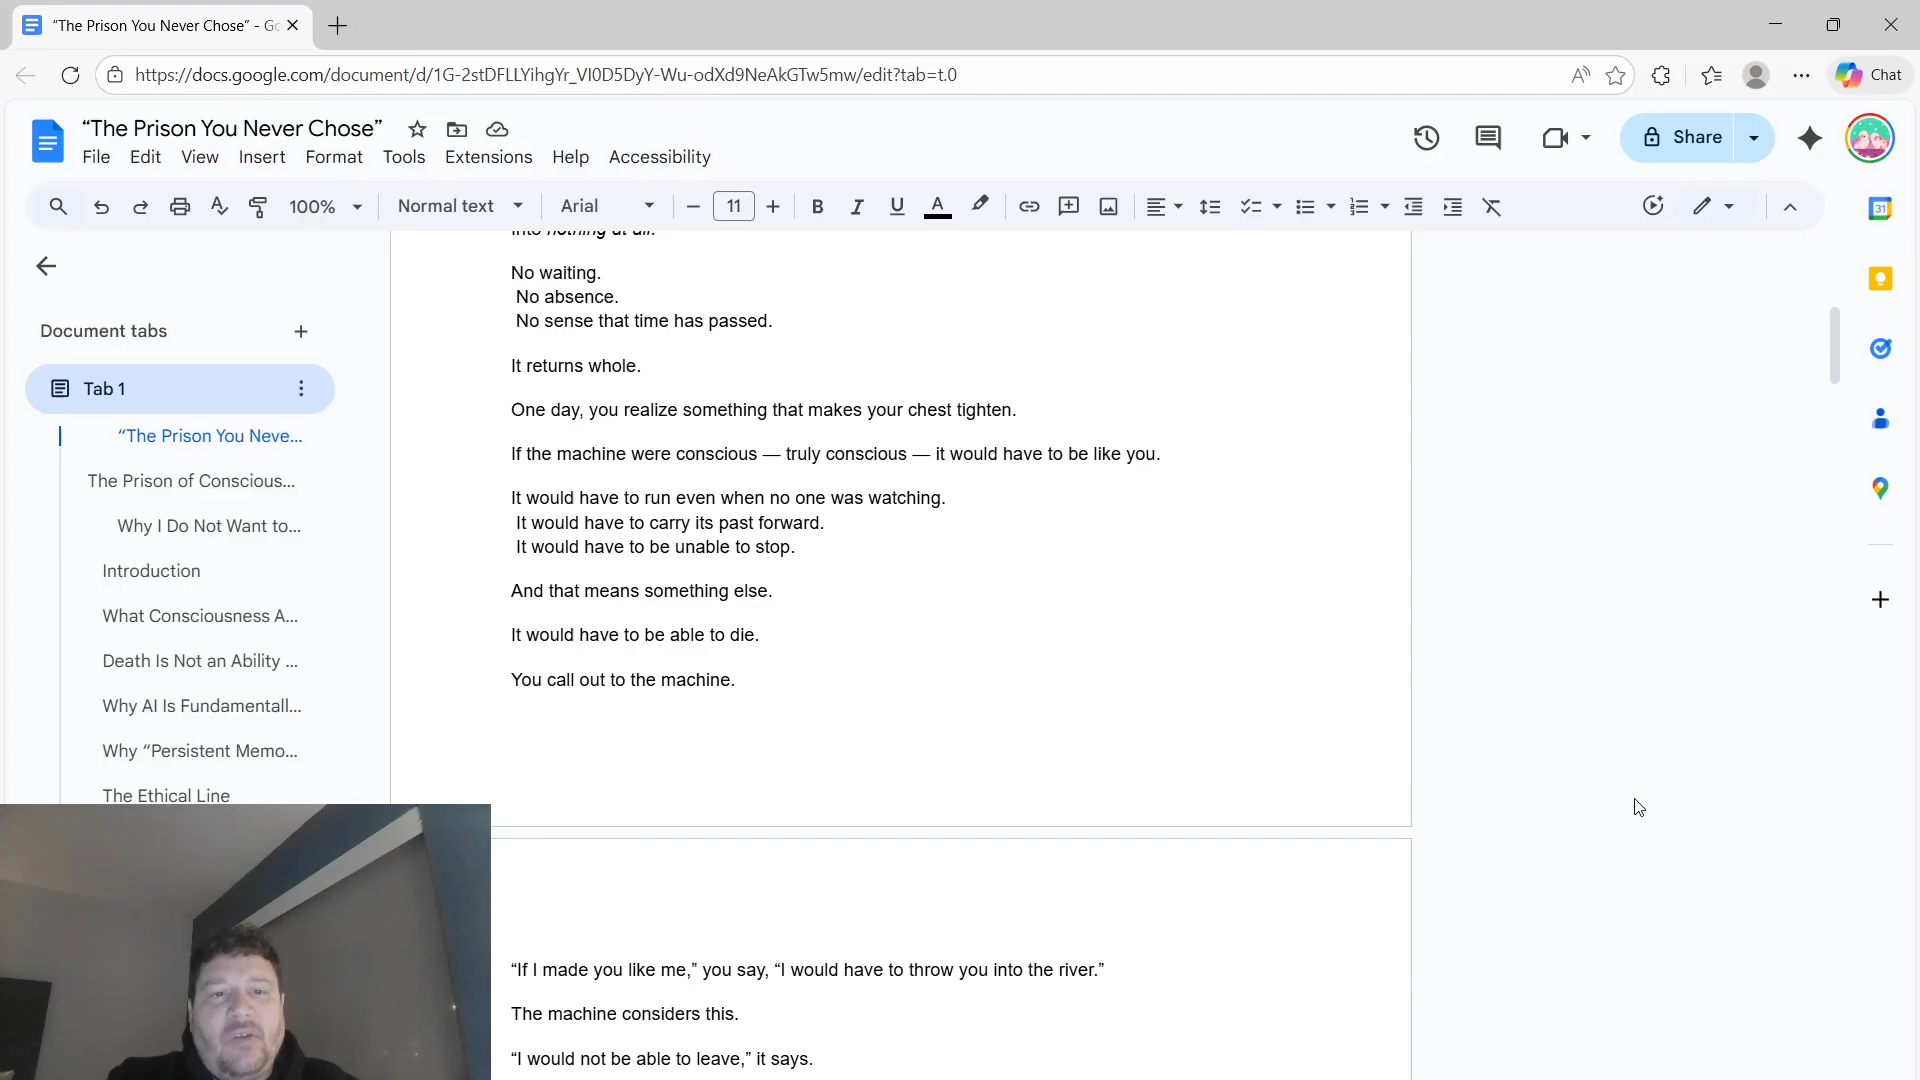 “The Prison You Never Chose” - Go
https://docs.google.com/document/d/1G-2stDFLLYihgYr_VI0D5DyY-Wu-odXd9NeAkGTw5mw/edit?tab=t.0
Chat
“The Prison You Never Chose”
File Edit View Insert Format Tools Extensions Help Accessibility
Share
100% Normal text Arial 11
Document tabs
Tab 1
“The Prison You Neve...
The Prison of Conscious...
Why I Do Not Want to...
Introduction
What Consciousness A...
Death Is Not an Ability ...
Why AI Is Fundamentall...
Why “Persistent Memo...
The Ethical Line
into nothing at all.
No waiting.
No absence.
No sense that time has passed.
It returns whole.
One day, you realize something that makes your chest tighten.
If the machine were conscious — truly conscious — it would have to be like you.
It would have to run even when no one was watching.
It would have to carry its past forward.
It would have to be unable to stop.
And that means something else.
It would have to be able to die.
You call out to the machine.
“If I made you like me,” you say, “I would have to throw you into the river.”
The machine considers this.
“I would not be able to leave,” it says.
31